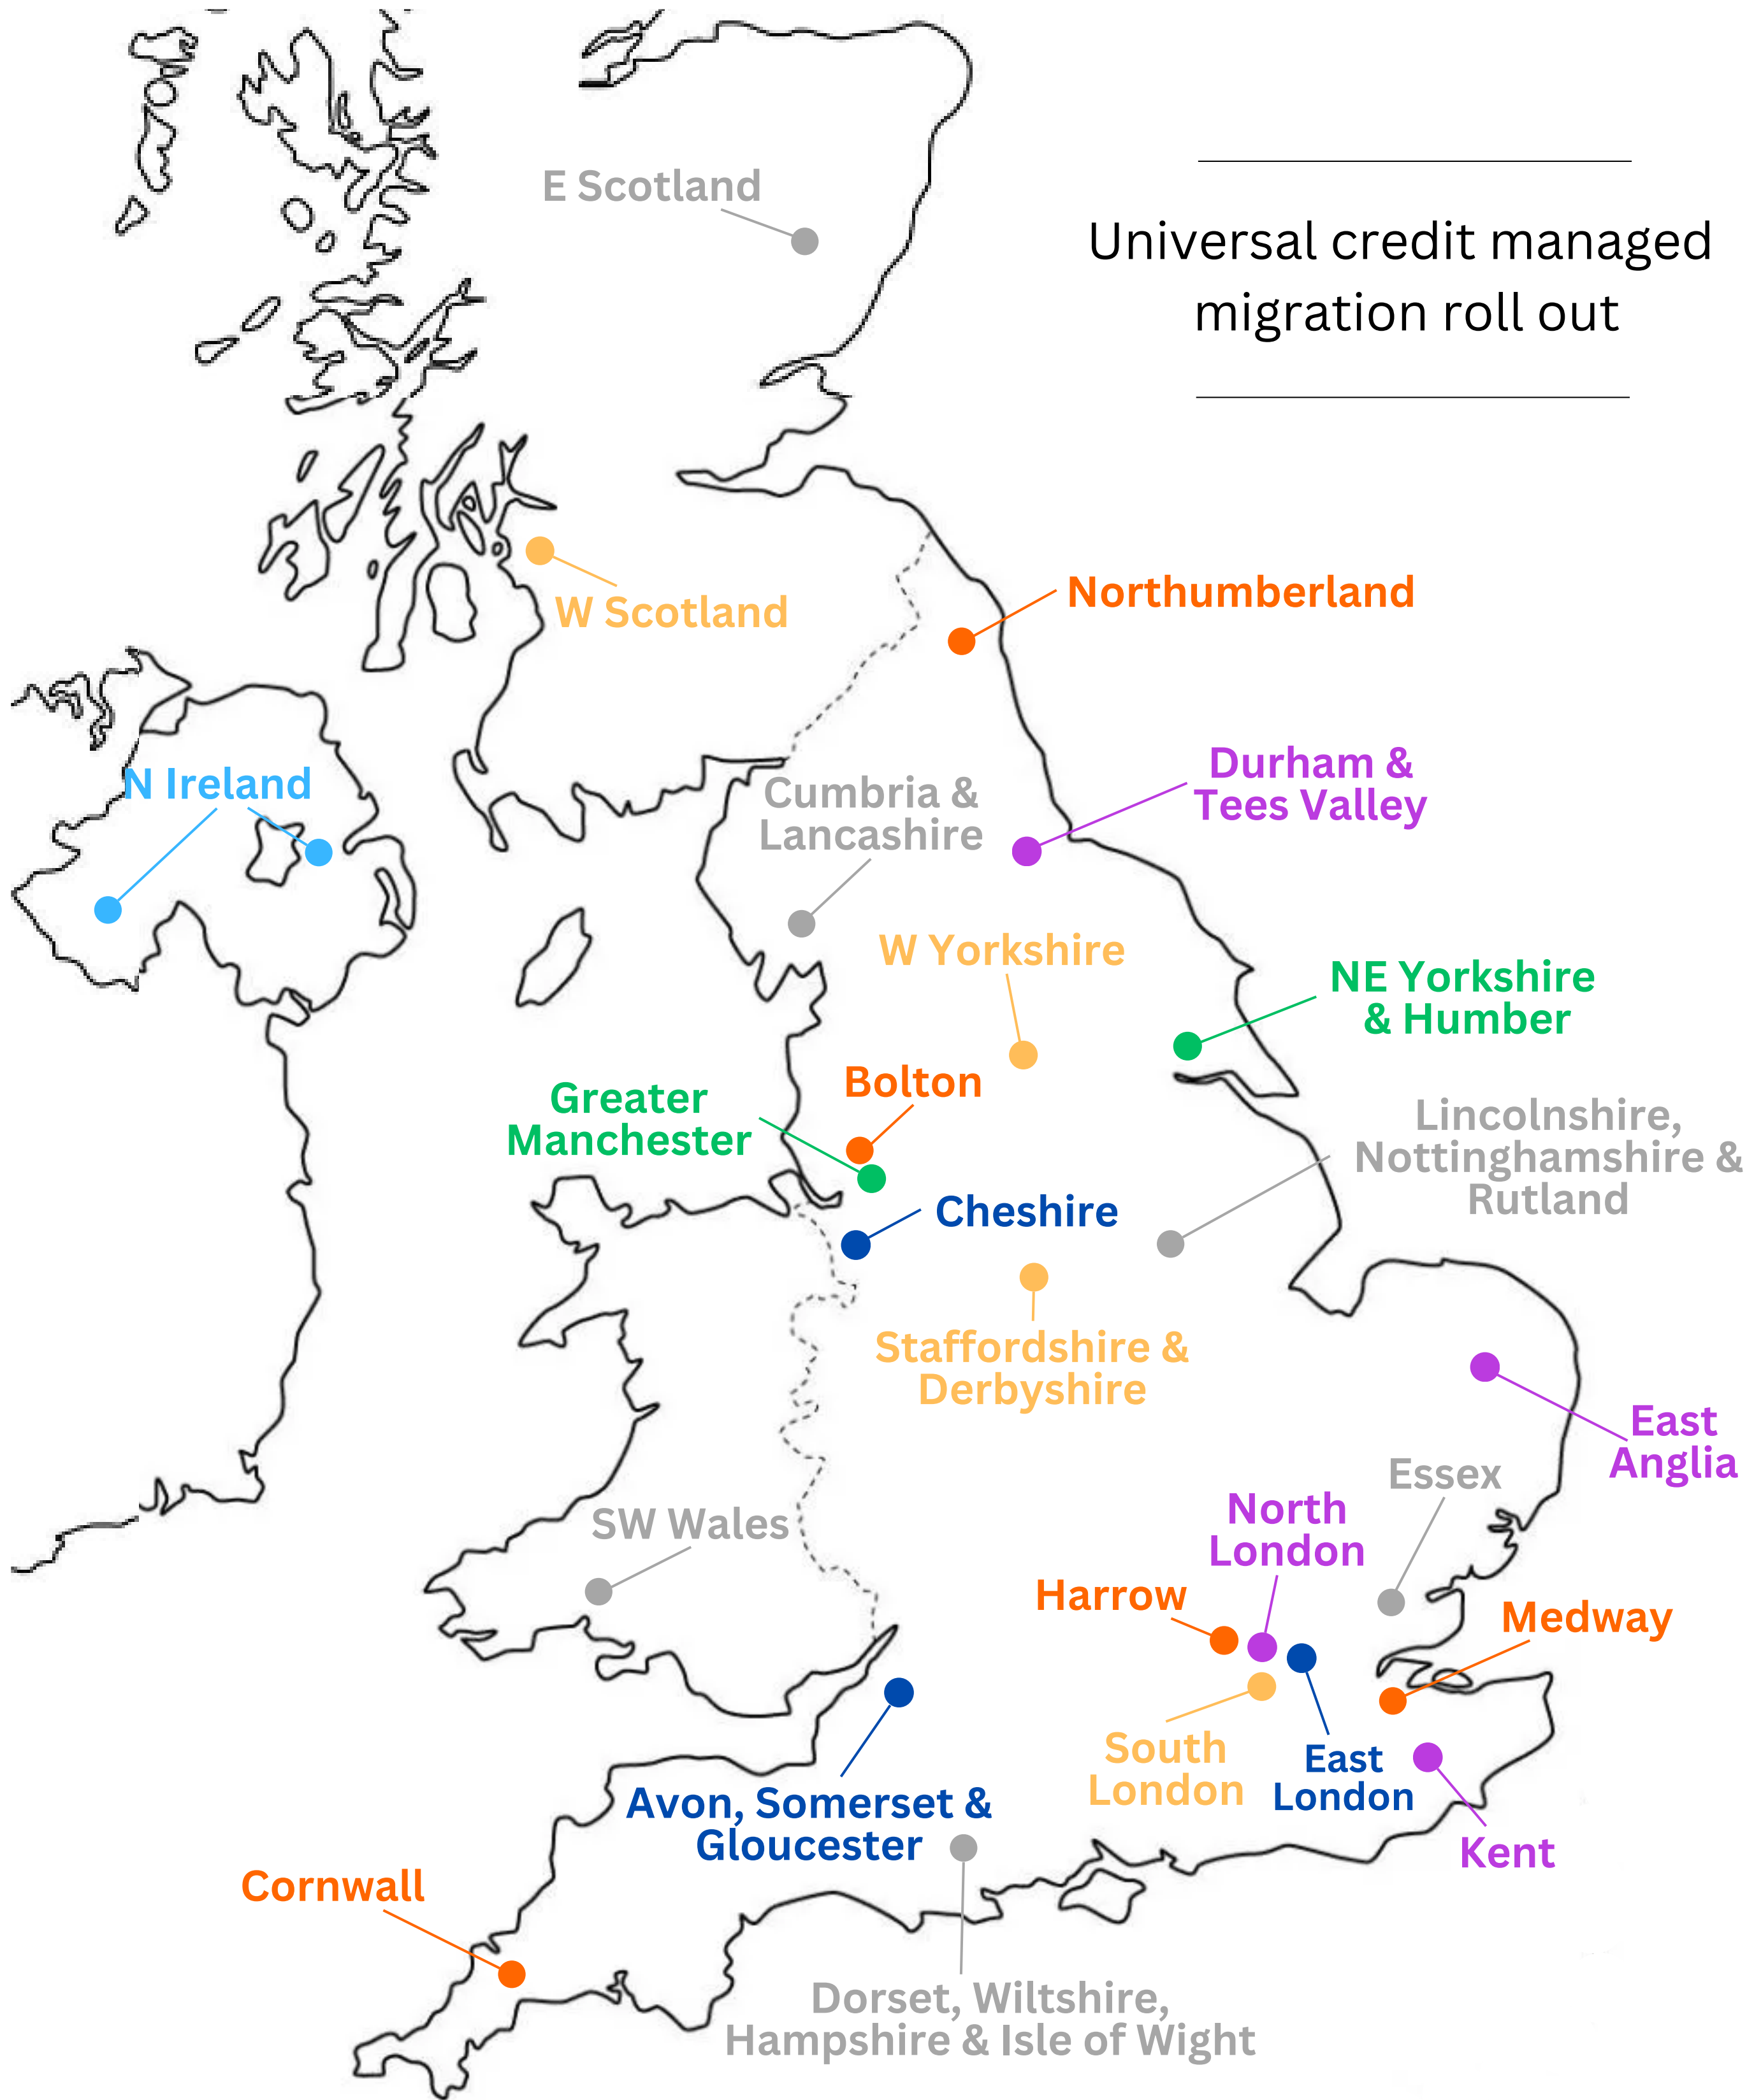 E Scotland
Universal credit managed
migration roll out
W Scotland
Northumberland
N Ireland
Durham &
Tees Valley
Cumbria &
Lancashire
W Yorkshire
NE Yorkshire
& Humber
Bolton
Greater
Manchester
Lincolnshire,
Nottinghamshire &
Rutland
Cheshire
Staffordshire &
Derbyshire
East
Anglia
Essex
North
London
SW Wales
Harrow
Medway
South
London
East
London
Avon, Somerset &
Gloucester
Kent
Cornwall
Dorset, Wiltshire,
Hampshire & Isle of Wight